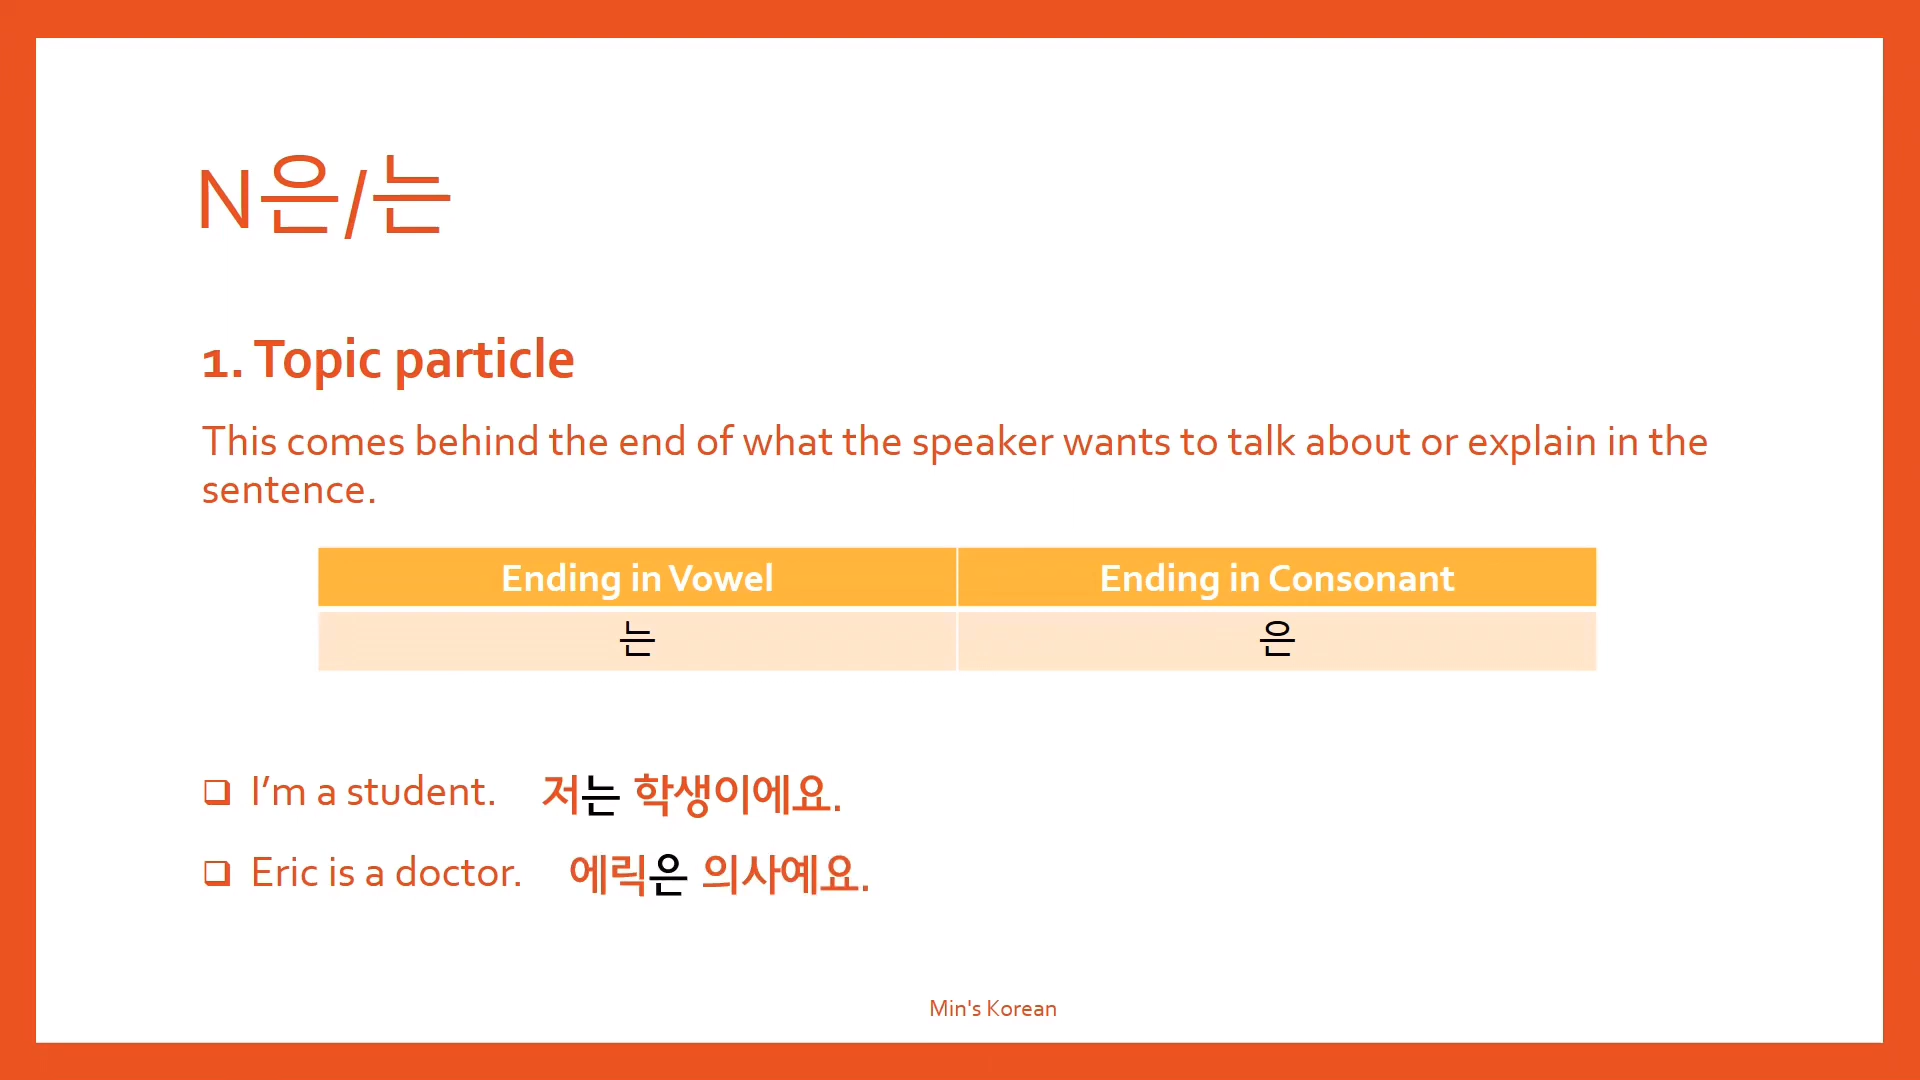 N은/는
1. Topic particle
This comes behind the end of what the speaker wants to talk about or explain in the
sentence.
Ending in Vowel Ending in Consonant
는 은
I'm a student. 저는 학생이에요.
Eric is a doctor. 에릭은 의사예요.
Min's Korean